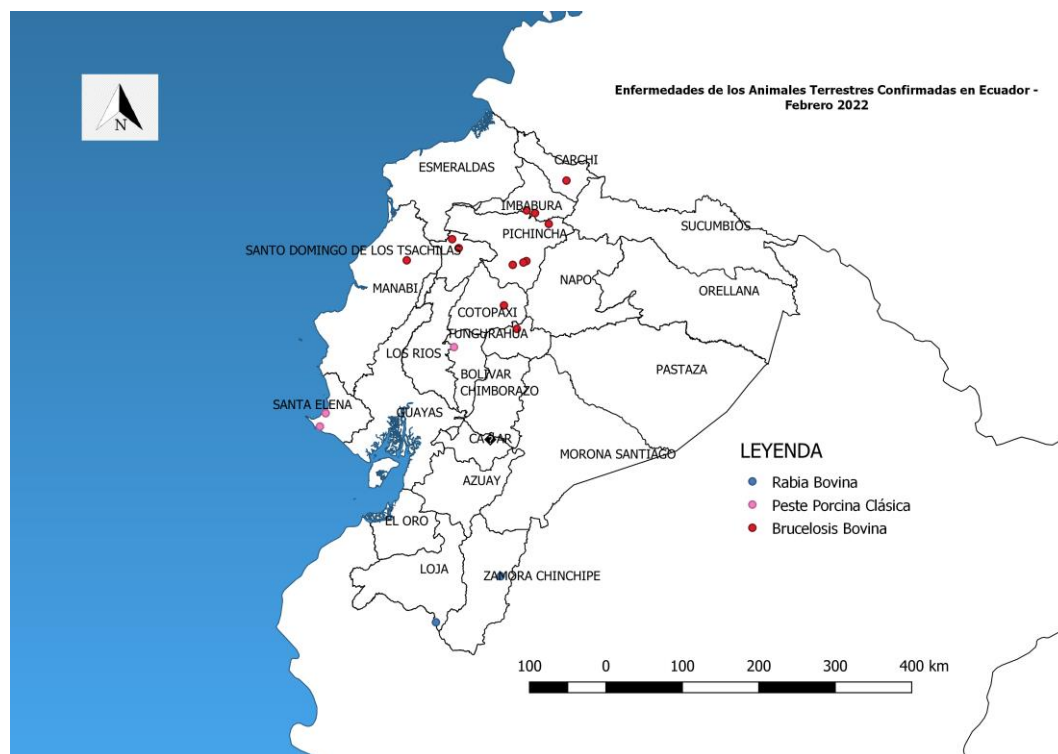 Enfermedades de los Animales Terrestres Confirmadas en Ecuador -
Febrero 2022
N
ESMERALDAS
CARCHI
IMBABURA
SUCUMBIOS
PICHINCHA
SANTO DOMINGO DE LOS TSACHILAS
NAPO
ORELLANA
MANABI
COTOPAXI
TUNGURAHUA
LOS RIOS
PASTAZA
BOLIVAR
CHIMBORAZO
SANTA ELENA
GUAYAS
CA�AR
MORONA SANTIAGO
AZUAY
EL ORO
LOJA
ZAMORA CHINCHIPE
LEYENDA
Rabia Bovina
Peste Porcina Clásica
Brucelosis Bovina
100 0 100 200 300 400 km